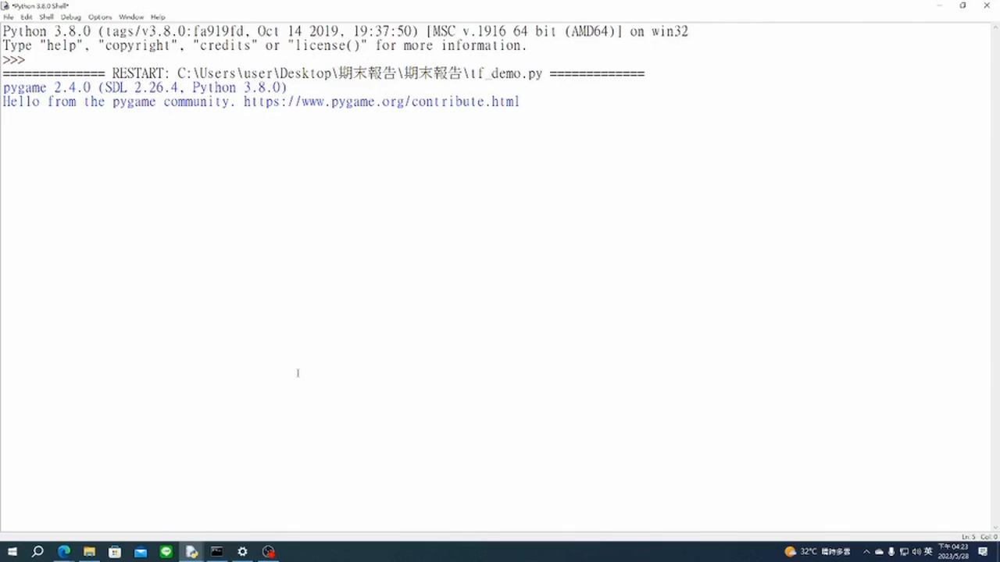 *Python 3.8.0 Shell*
File Edit Shell Debug Options Window Help
Python 3.8.0 (tags/v3.8.0:fa919fd, Oct 14 2019, 19:37:50) [MSC v.1916 64 bit (AMD64)] on win32
Type "help", "copyright", "credits" or "license()" for more information.
>>>
============== RESTART: C:\Users\user\Desktop\期末報告\期末報告\tf_demo.py =============
pygame 2.4.0 (SDL 2.26.4, Python 3.8.0)
Hello from the pygame community. https://www.pygame.org/contribute.html
Ln: 5 Col: 0
32°C 晴時多雲 英 下午 04:23
2023/5/28